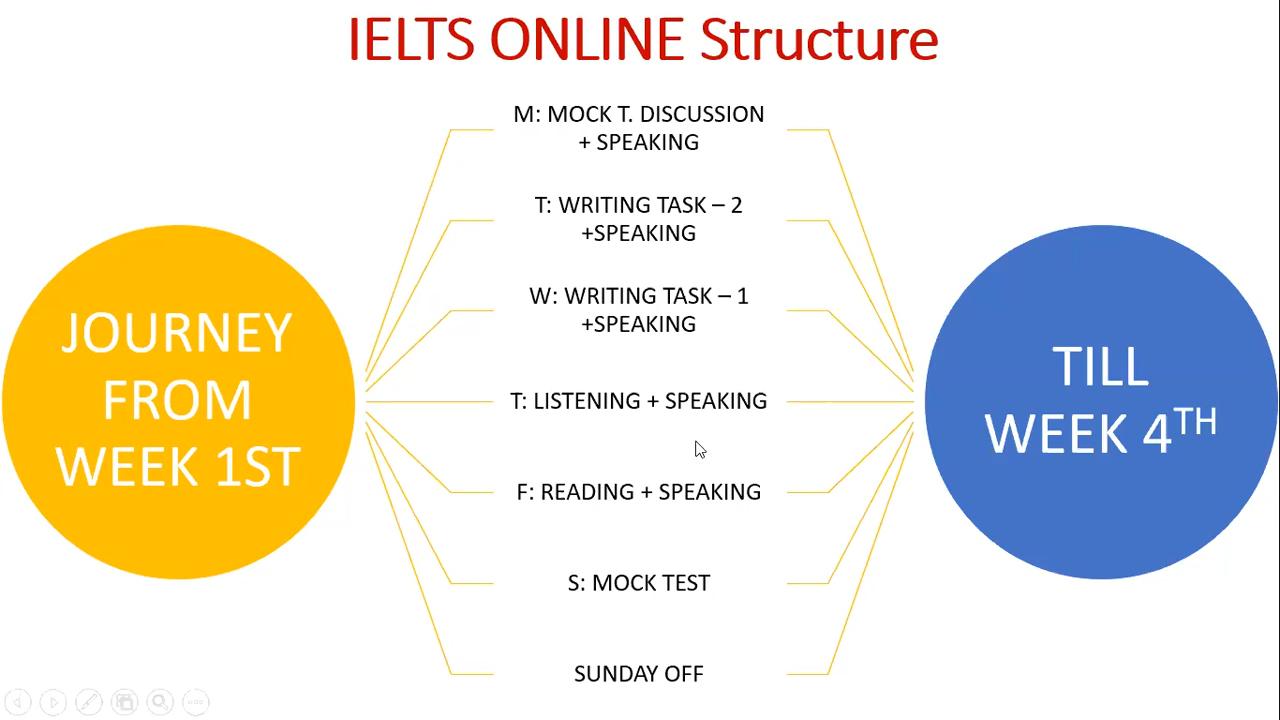 IELTS ONLINE Structure
JOURNEY
FROM
WEEK 1ST
M: MOCK T. DISCUSSION
+ SPEAKING
T: WRITING TASK – 2
+SPEAKING
W: WRITING TASK – 1
+SPEAKING
T: LISTENING + SPEAKING
F: READING + SPEAKING
S: MOCK TEST
SUNDAY OFF
TILL
WEEK 4TH